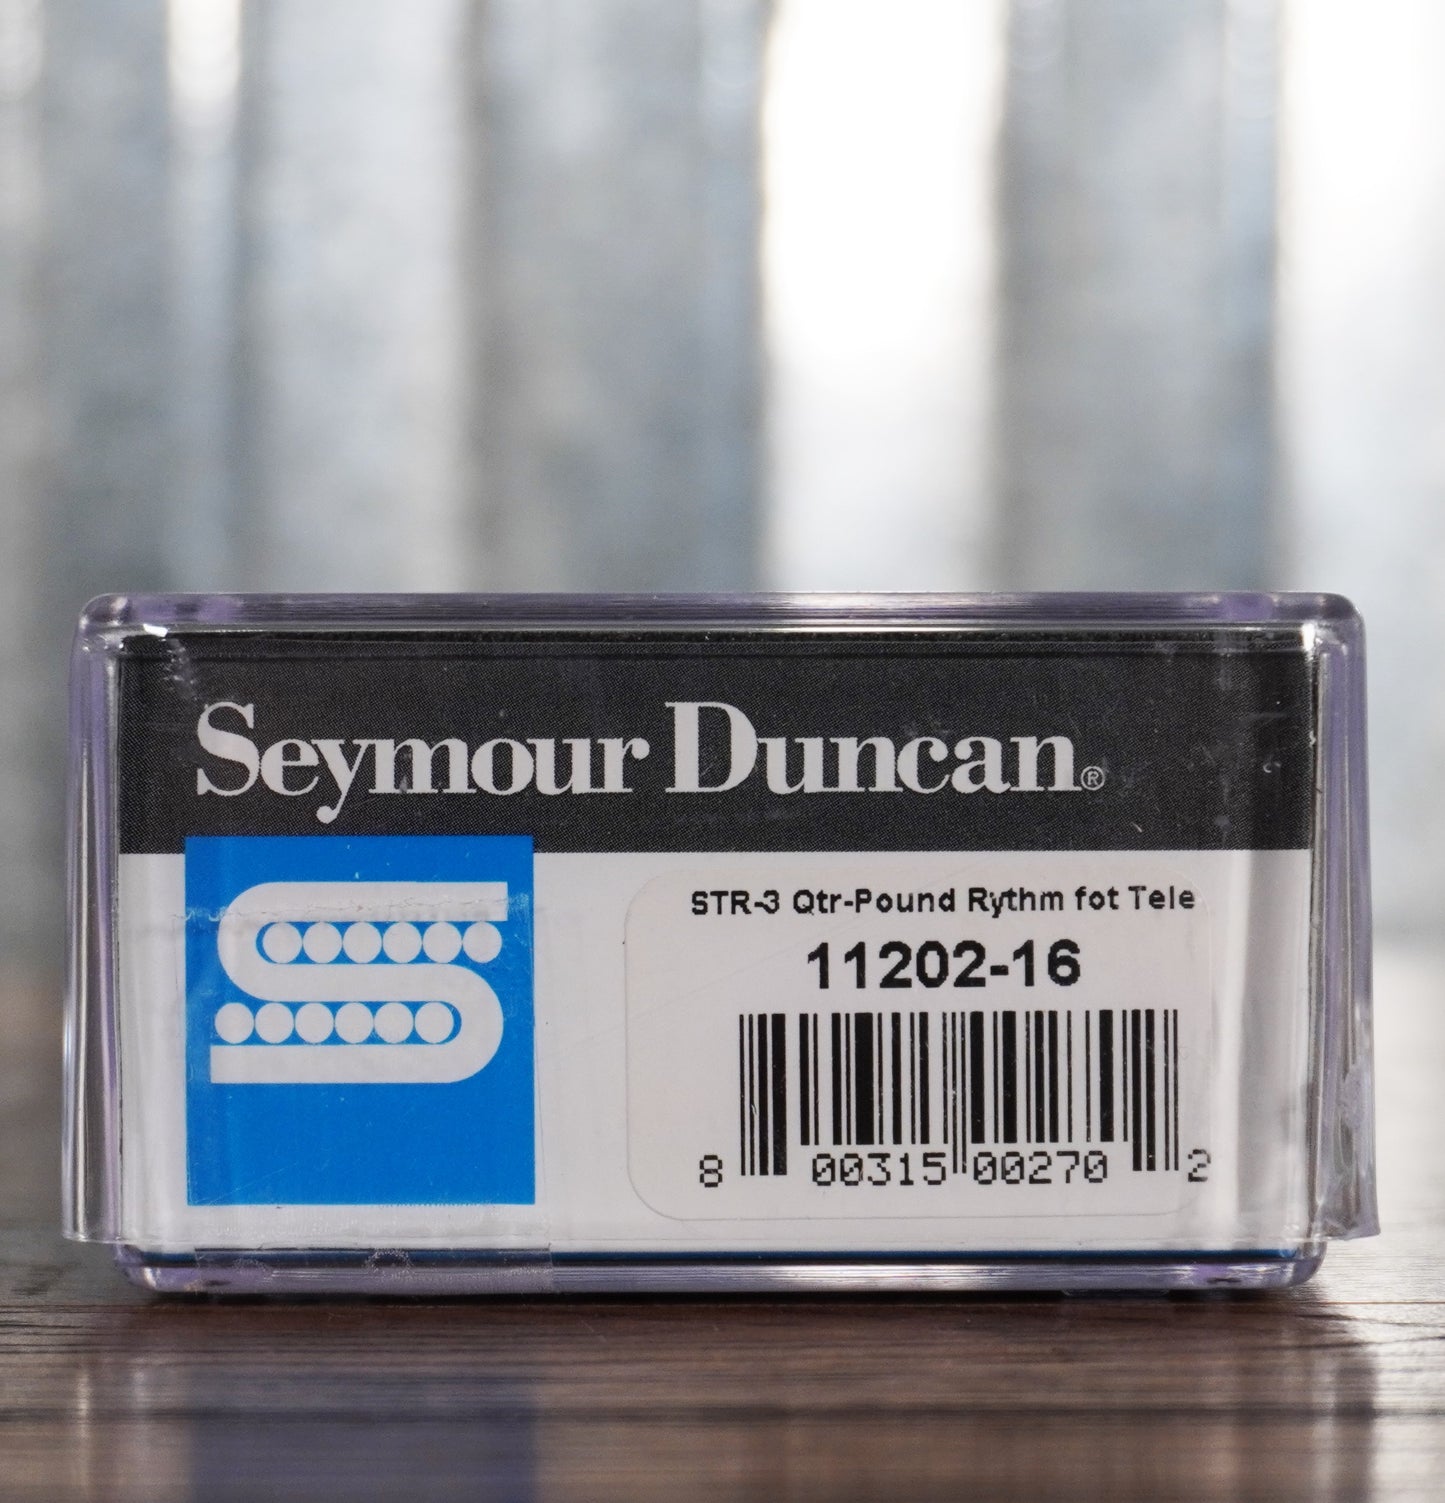 Seymour Duncan®
STR-3 Qtr-Pound Rythm fot Tele
11202-16
8 00315 00270 2